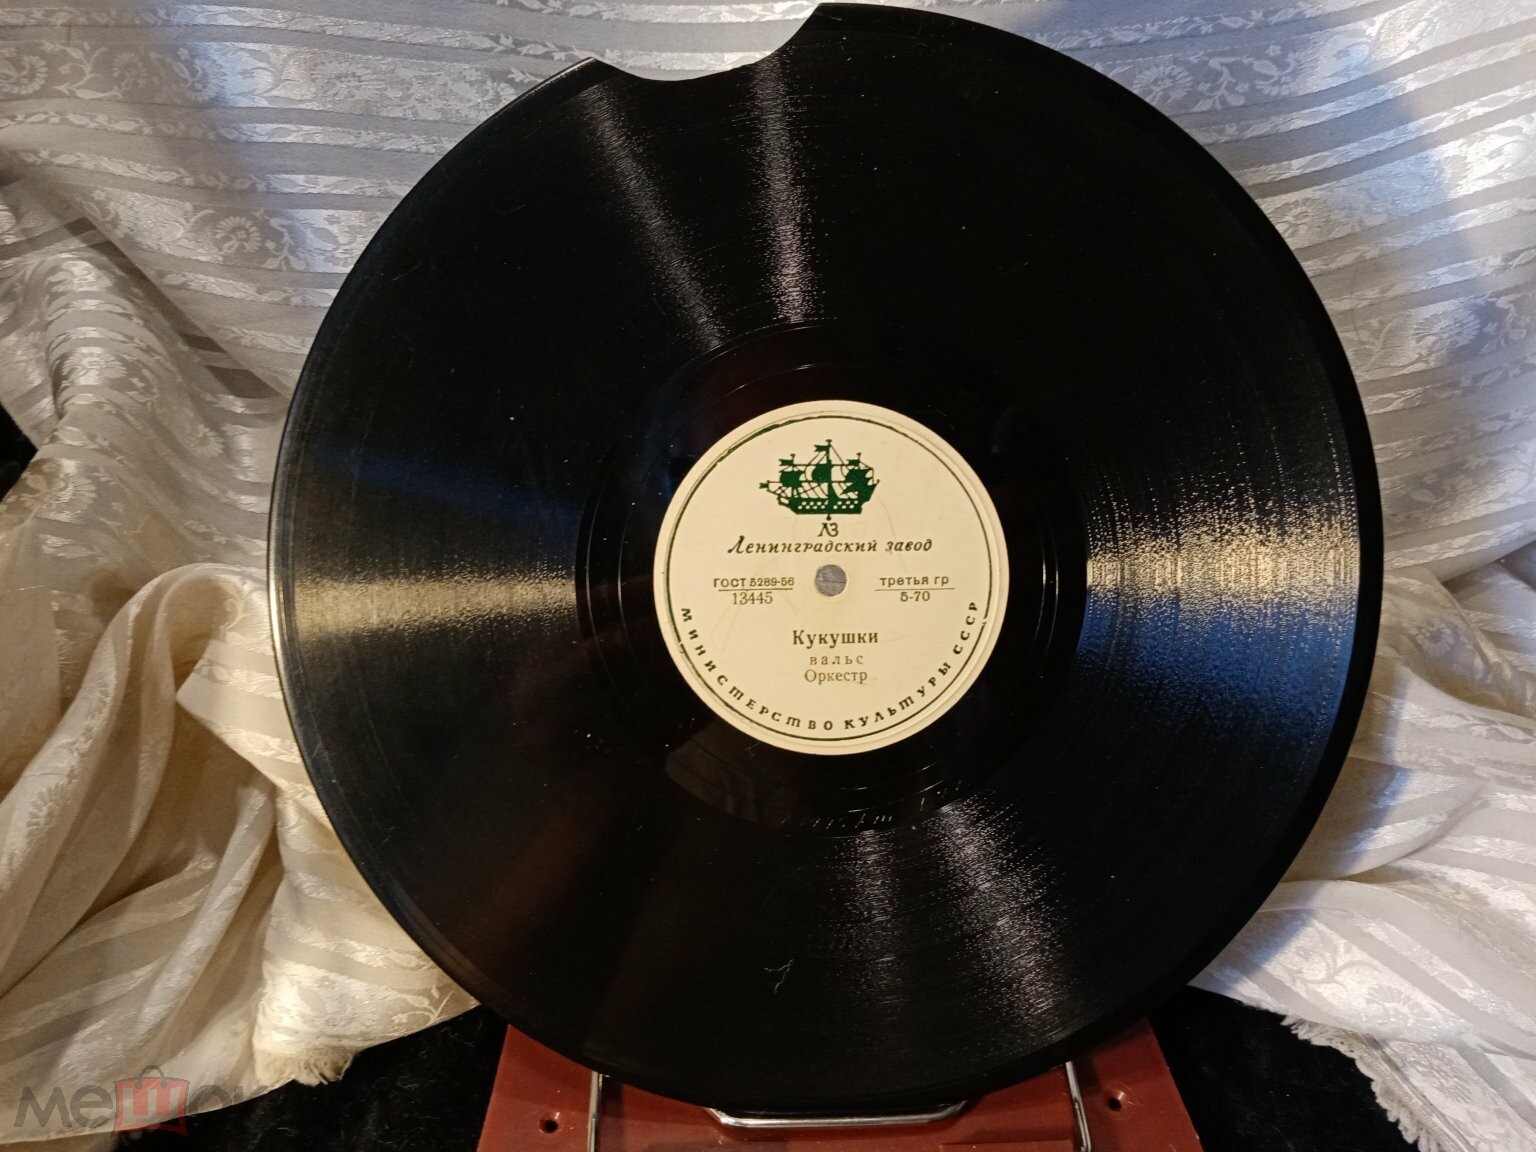 ЛЗ
Ленинградский завод
ГОСТ 5289-56
13445
третья гр
5-70
Кукушки
вальс
Оркестр
МИНИСТЕРСТВО КУЛЬТУРЫ СССР
мешок